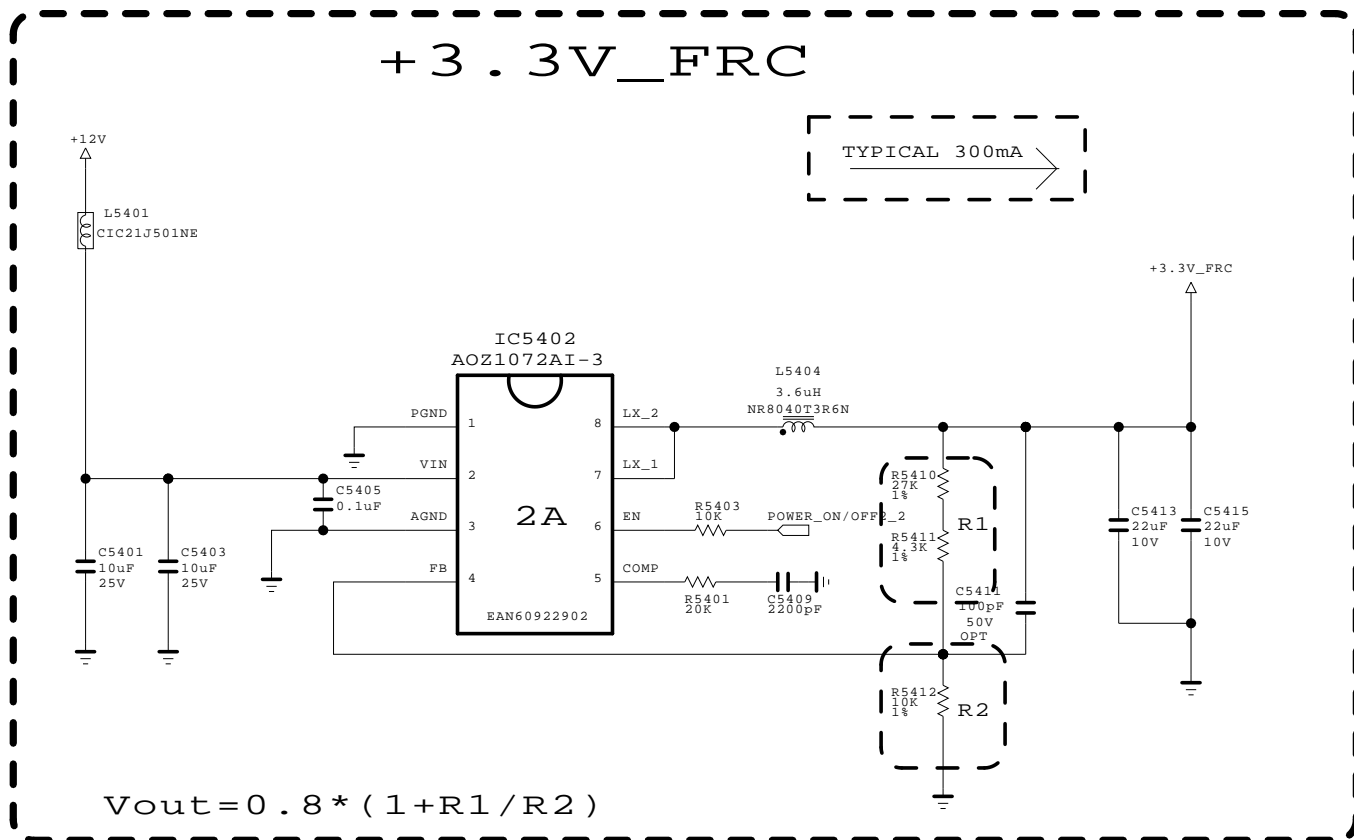 +3.3V_FRC
TYPICAL 300mA
+12V
L5401
CIC21J501NE
+3.3V_FRC
IC5402
AOZ1072AI-3
L5404
3.6uH
NR8040T3R6N
PGND
1
8
LX_2
VIN
2
7
LX_1
AGND
3
6
EN
FB
4
5
COMP
2A
EAN60922902
C5405
0.1uF
C5401
10uF
25V
C5403
10uF
25V
R5403
10K
POWER_ON/OFF2_2
R5401
20K
C5409
2200pF
R5410
27K
1%
R5411
4.3K
1%
R1
C5411
100pF
50V
OPT
C5413
22uF
10V
C5415
22uF
10V
R5412
10K
1%
R2
Vout=0.8*(1+R1/R2)